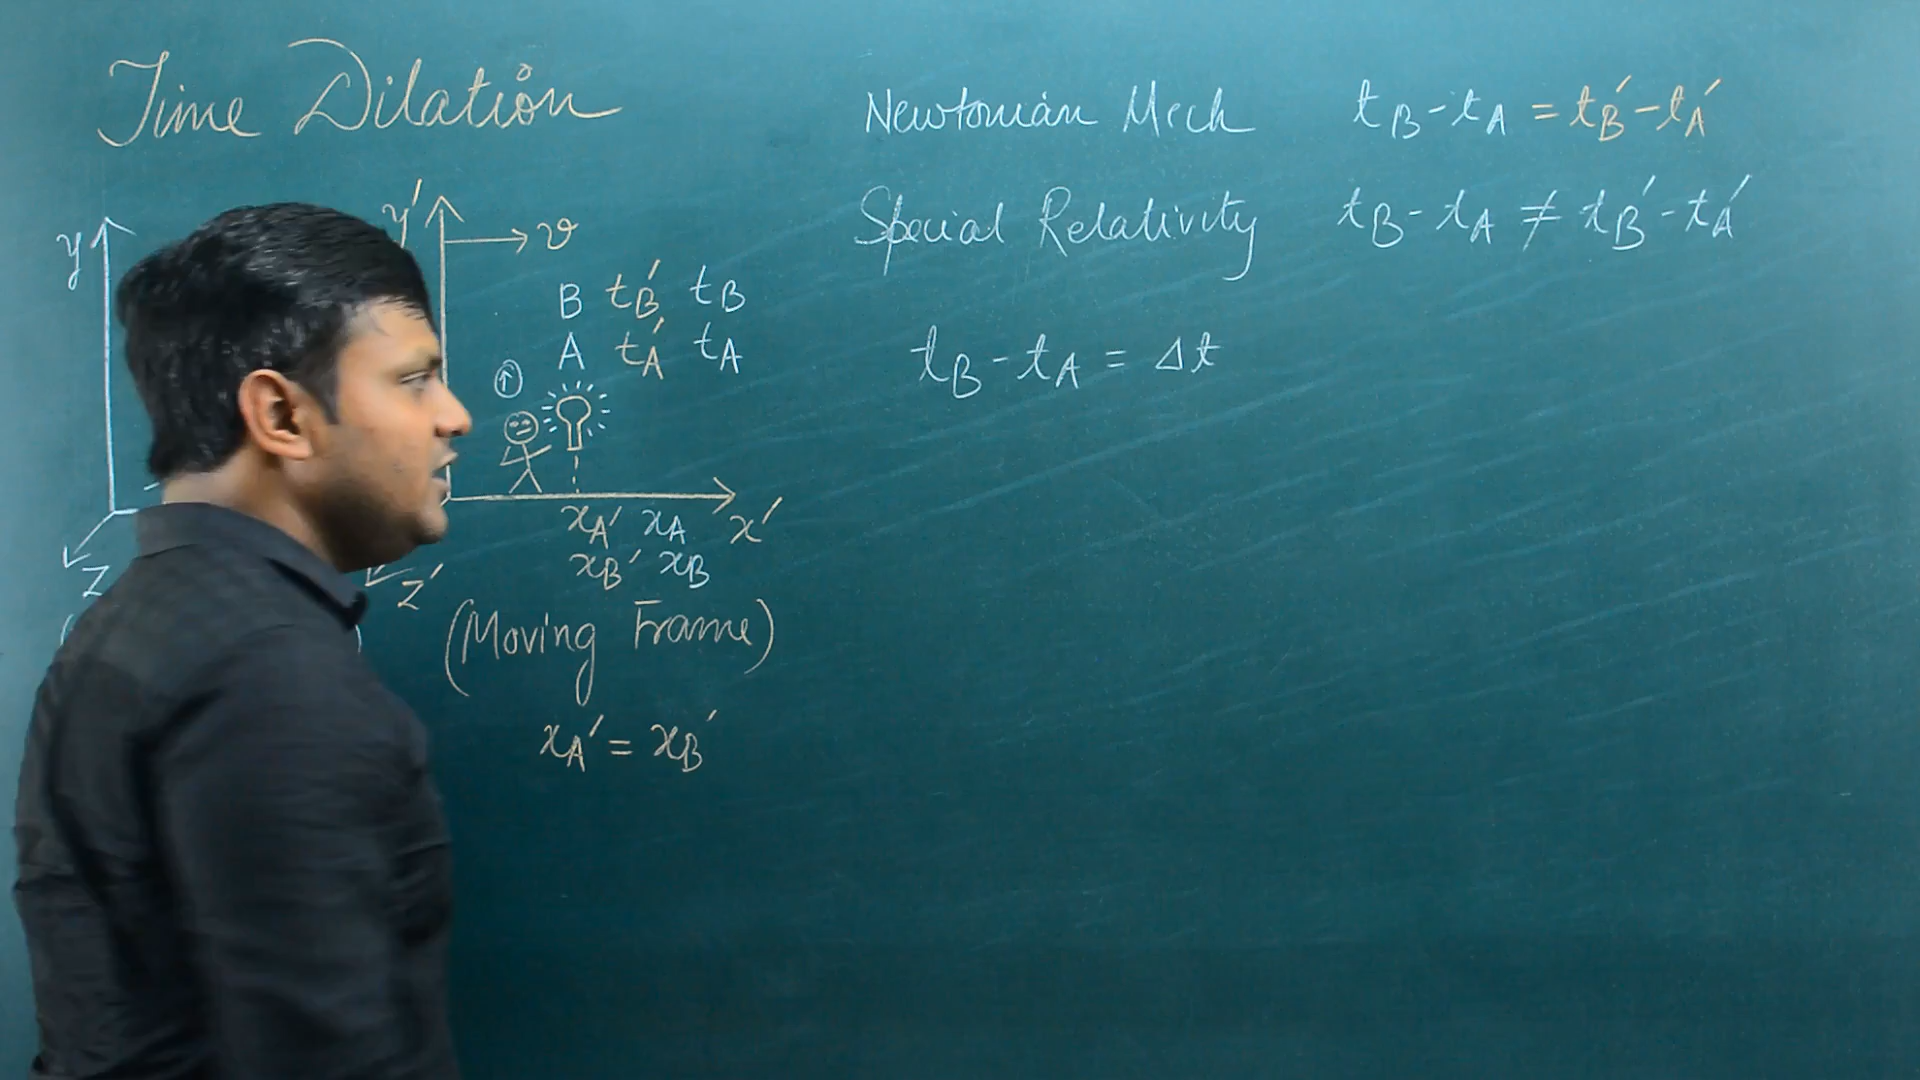 Time Dilation
Newtonian Mech t_B - t_A = t_B' - t_A'
Special Relativity t_B - t_A ≠ t_B' - t_A'
t_B - t_A = Δt
y
y'
v
B t_B' t_B
A t_A' t_A
x_A' x_A x'
x_B' x_B
z
z'
(Moving Frame)
x_A' = x_B'